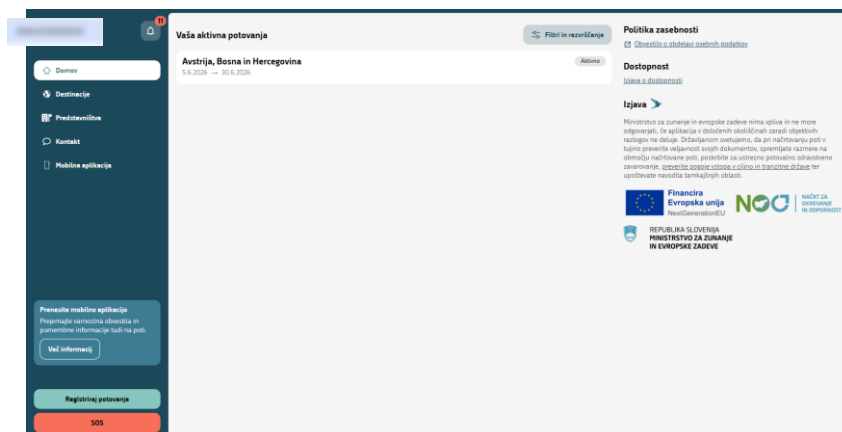 11
Domov
Destinacije
Predstavništva
Kontakt
Mobilna aplikacija
Prenesite mobilno aplikacijo
Prejemajte varnostna obvestila in
pomembne informacije tudi na poti.
Več informacij
Registriraj potovanje
SOS
Vaša aktivna potovanja
Filtri in razvrščanje
Avstrija, Bosna in Hercegovina
Aktivno
5.6.2026 → 30.6.2026
Politika zasebnosti
Obvestilo o obdelavi osebnih podatkov
Dostopnost
Izjava o dostopnosti
Izjava
Ministrstvo za zunanje in evropske zadeve nima vpliva in ne more
odgovarjati, če aplikacija v določenih okoliščinah zaradi objektivnih
razlogov ne deluje. Državljanom svetujemo, da pri načrtovanju poti v
tujino preverite veljavnost svojih dokumentov, spremljate razmere na
območju načrtovane poti, poskrbite za ustrezno potovalno zdravstveno
zavarovanje, preverite pogoje vstopa v ciljno in tranzitne države ter
upoštevate navodila tamkajšnjih oblasti.
Financira
Evropska unija
NextGenerationEU
NOO
NAČRT ZA
OKREVANJE
IN ODPORNOST
REPUBLIKA SLOVENIJA
MINISTRSTVO ZA ZUNANJE
IN EVROPSKE ZADEVE